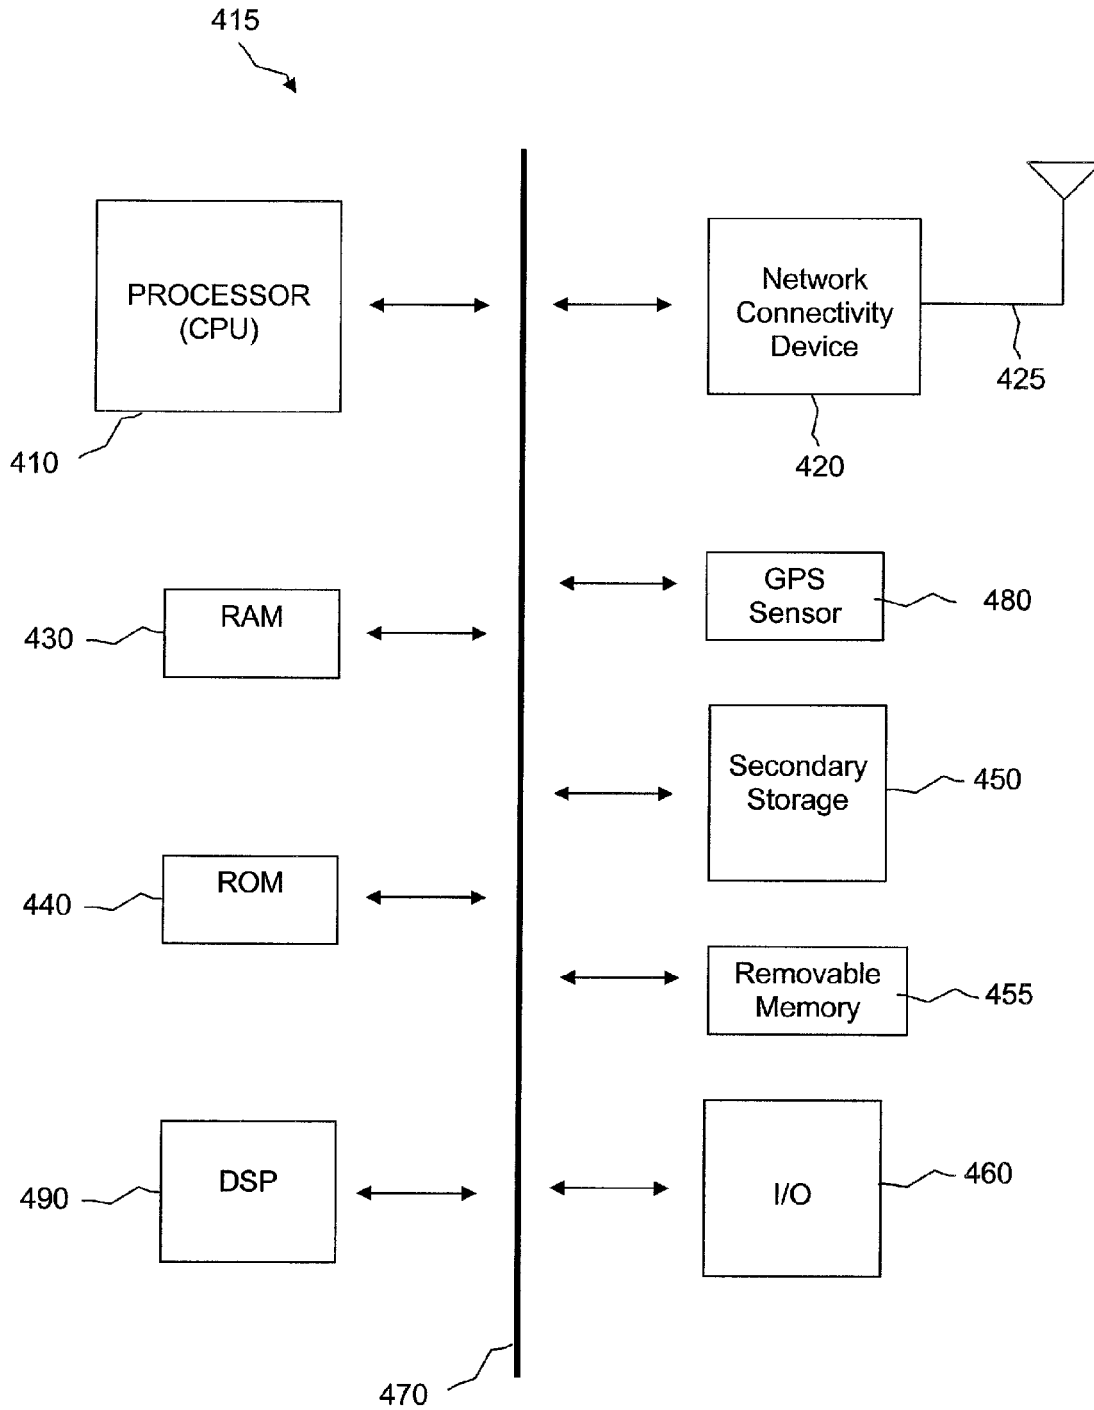 415
PROCESSOR
(CPU)
410
Network
Connectivity
Device
425
420
RAM
430
GPS
Sensor
480
Secondary
Storage
450
ROM
440
Removable
Memory
455
DSP
490
I/O
460
470